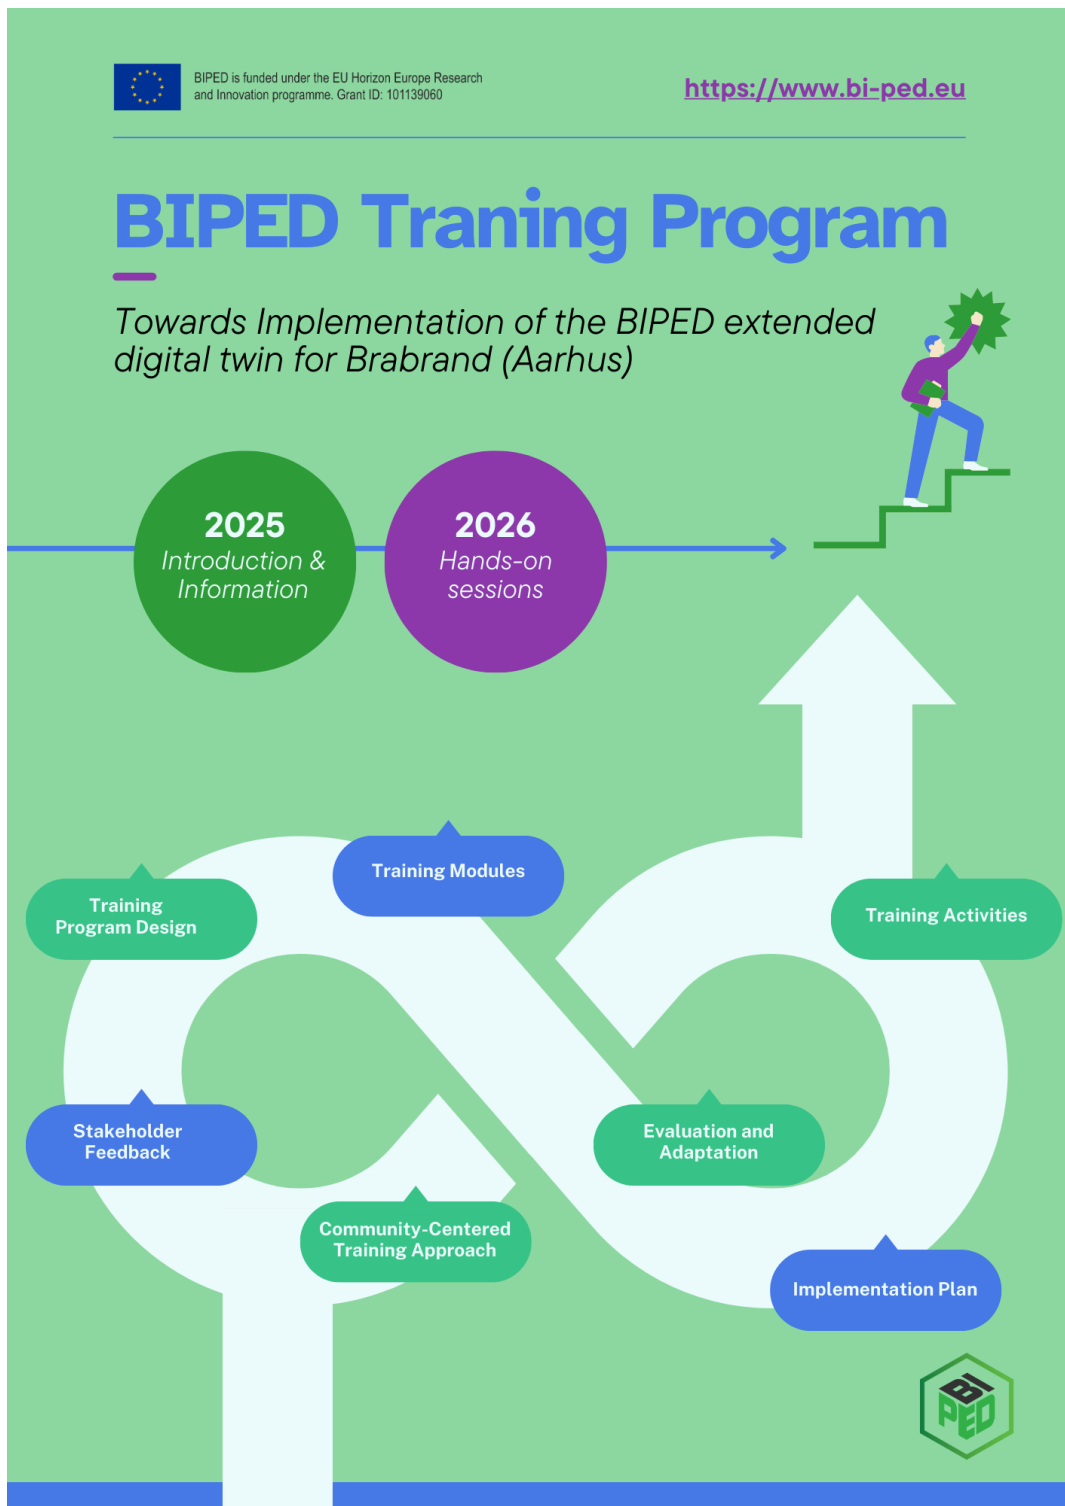 BIPED is funded under the EU Horizon Europe Research
and Innovation programme. Grant ID: 101139060
https://www.bi-ped.eu
BIPED Traning Program
Towards Implementation of the BIPED extended
digital twin for Brabrand (Aarhus)
2025
Introduction &
Information
2026
Hands-on
sessions
Training Modules
Training
Program Design
Training Activities
Stakeholder
Feedback
Evaluation and
Adaptation
Community-Centered
Training Approach
Implementation Plan
BI
PED